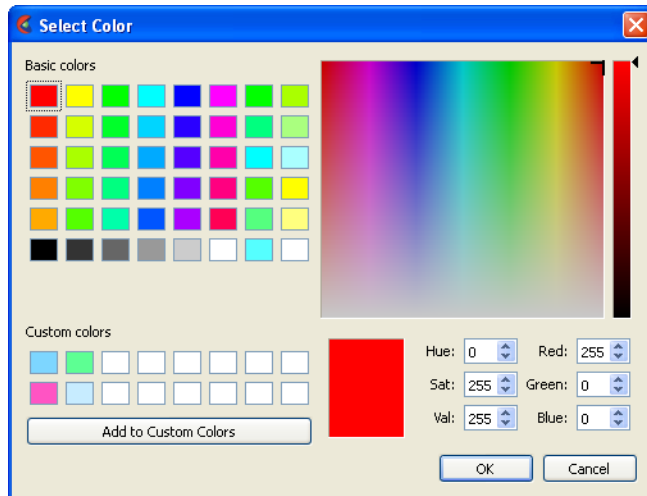 Select Color
Basic colors
Custom colors
Hue: 0 Red: 255
Sat: 255 Green: 0
Val: 255 Blue: 0
Add to Custom Colors
OK Cancel